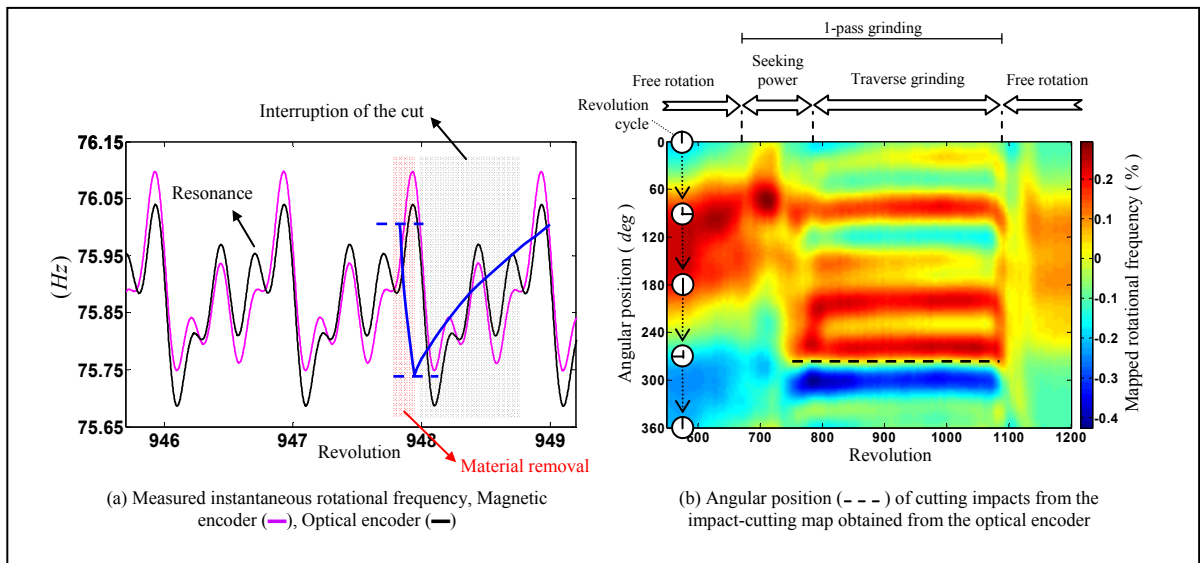 Interruption of the cut
76.15
76.05
75.95
75.85
75.75
75.65
(Hz)
Resonance
946
947
948
949
Revolution
Material removal
(a) Measured instantaneous rotational frequency, Magnetic
encoder (), Optical encoder ()
1-pass grinding
Free rotation
Seeking
power
Traverse grinding
Free rotation
Revolution
cycle
0
60
120
180
240
300
360
Angular position ( deg )
600
700
800
900
1000
1100
1200
Revolution
0.2
0.1
0
-0.1
-0.2
-0.3
-0.4
Mapped rotational frequency ( % )
(b) Angular position (---) of cutting impacts from the
impact-cutting map obtained from the optical encoder